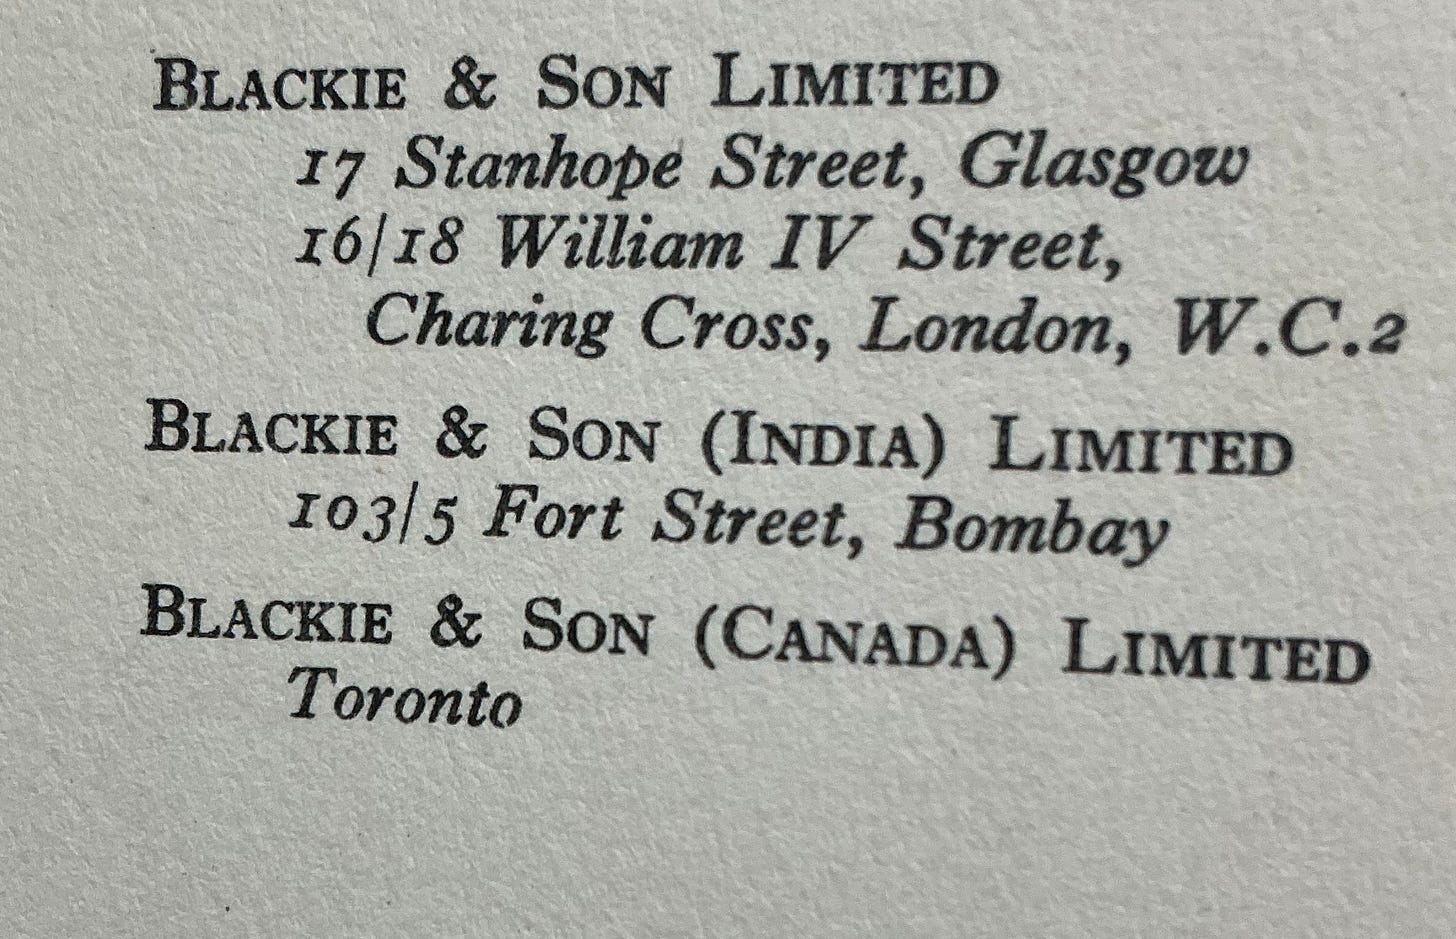 BLACKIE & SON LIMITED
17 Stanhope Street, Glasgow
16/18 William IV Street,
Charing Cross, London, W.C.2
BLACKIE & SON (INDIA) LIMITED
103/5 Fort Street, Bombay
BLACKIE & SON (CANADA) LIMITED
Toronto